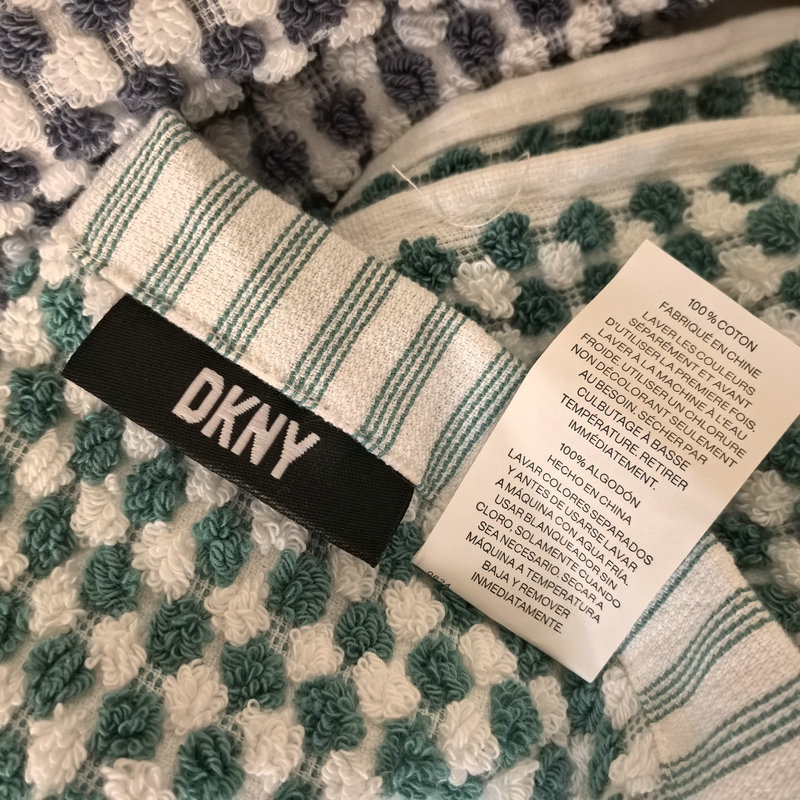 DKNY
100% COTON
FABRIQUÉ EN CHINE
LAVER LES COULEURS
SÉPARÉMENT ET AVANT
D'UTILISER LA PREMIÈRE FOIS.
LAVER À LA MACHINE À L'EAU
FROIDE. UTILISER UN CHLORURE
NON DÉCOLORANT SEULEMENT
AU BESOIN. SÉCHER PAR
CULBUTAGE À BASSE
TEMPÉRATURE. RETIRER
IMMÉDIATEMENT.
100% ALGODÓN
HECHO EN CHINA
LAVAR COLORES SEPARADOS
Y ANTES DE USARSE. LAVAR
A MÁQUINA CON AGUA FRÍA.
USAR BLANQUEADOR SIN
CLORO, SOLAMENTE CUANDO
SEA NECESARIO. SECAR A
MÁQUINA A TEMPERATURA
BAJA Y REMOVER
INMEDIATAMENTE.